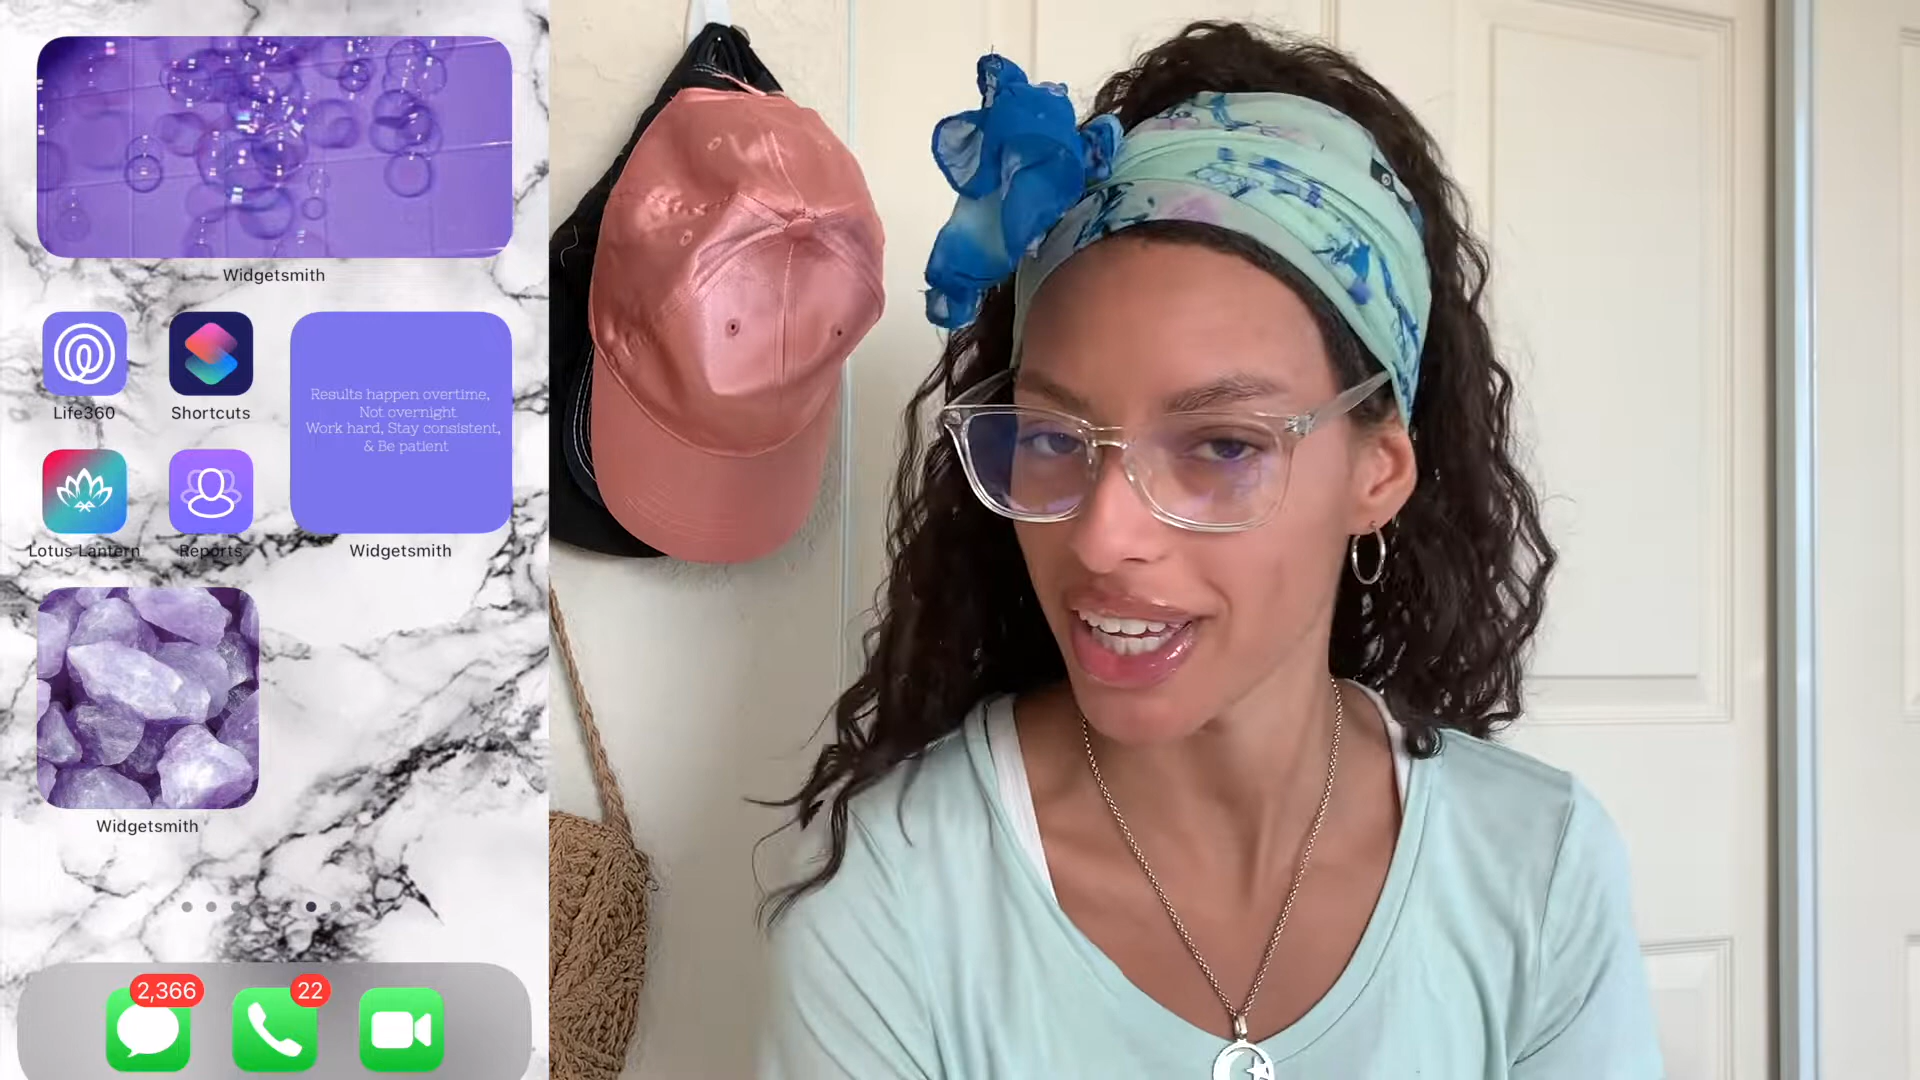 Widgetsmith
Life360
Shortcuts
Results happen overtime,
Not overnight
Work hard, Stay consistent,
& Be patient
Lotus Lantern
Reports
Widgetsmith
Widgetsmith
2,366
22